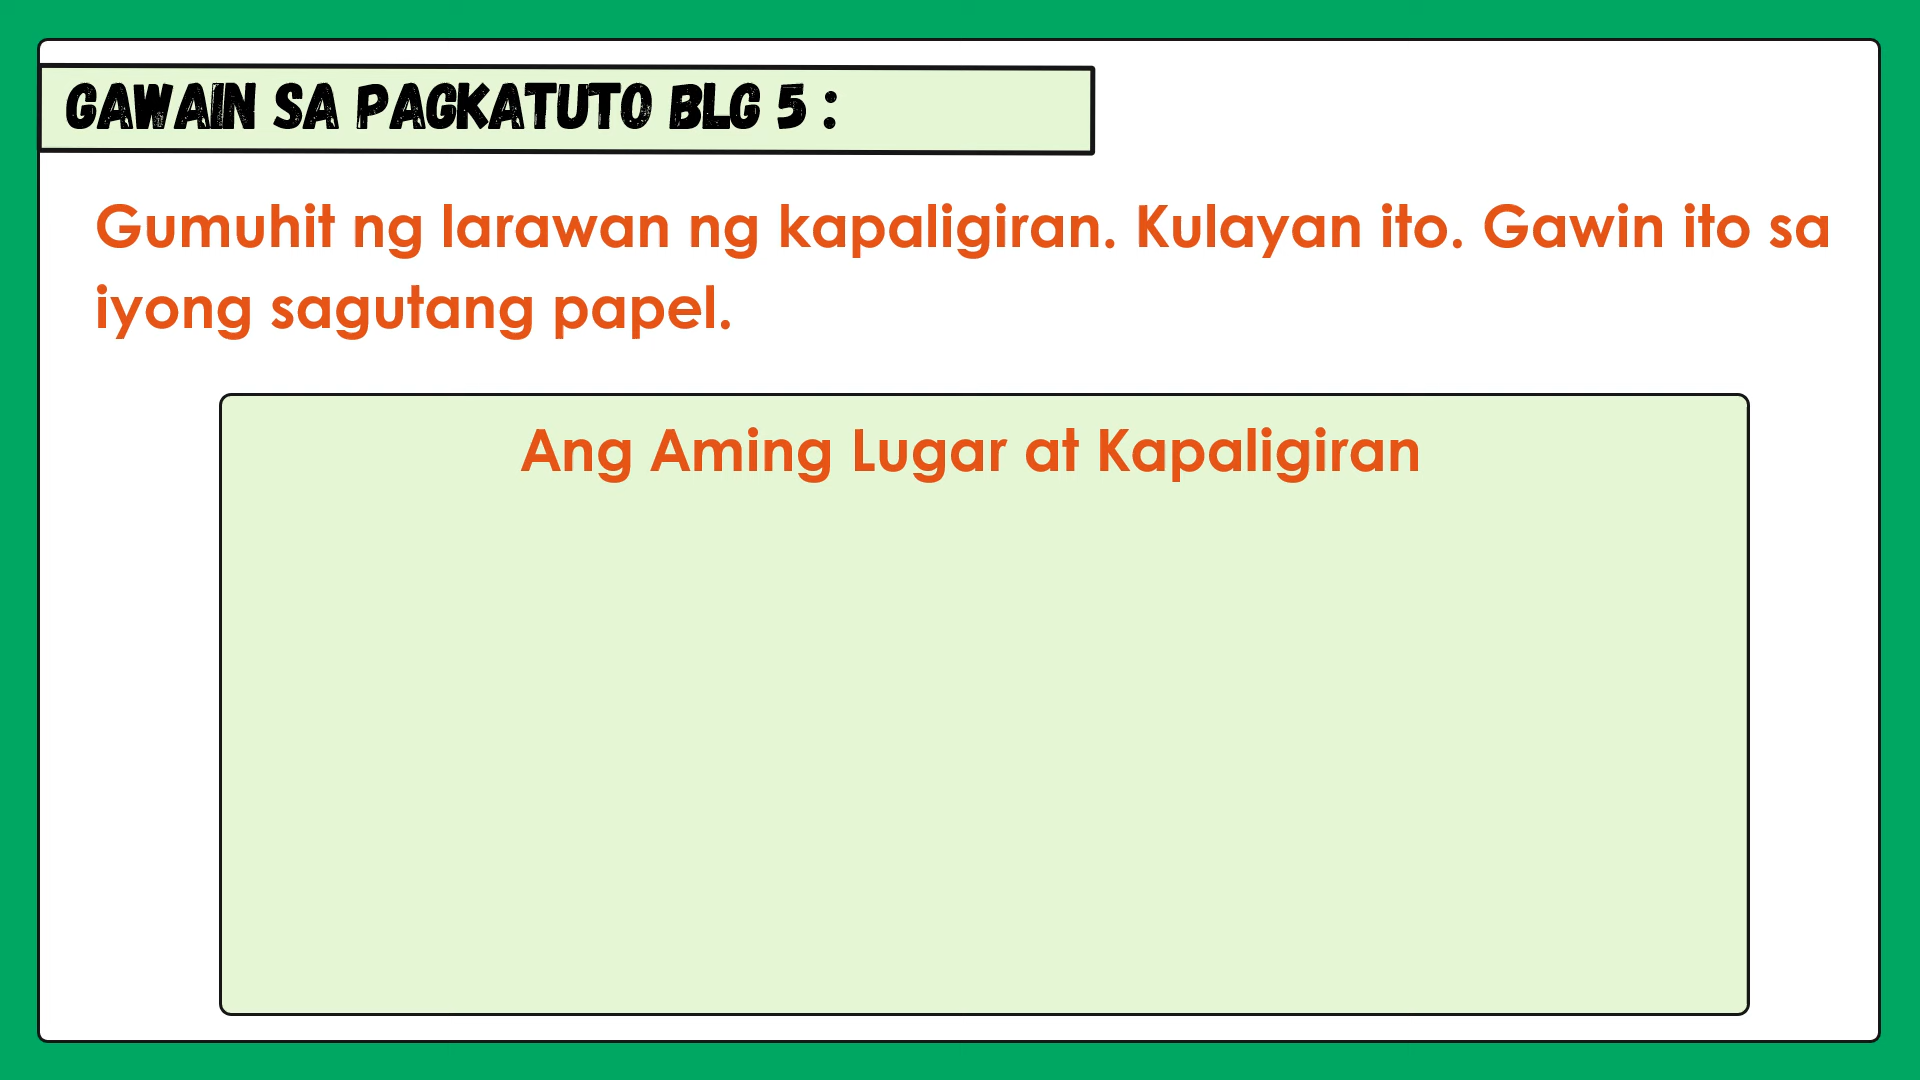 GAWAIN SA PAGKATUTO BLG 5 :
Gumuhit ng larawan ng kapaligiran. Kulayan ito. Gawin ito sa
iyong sagutang papel.
Ang Aming Lugar at Kapaligiran